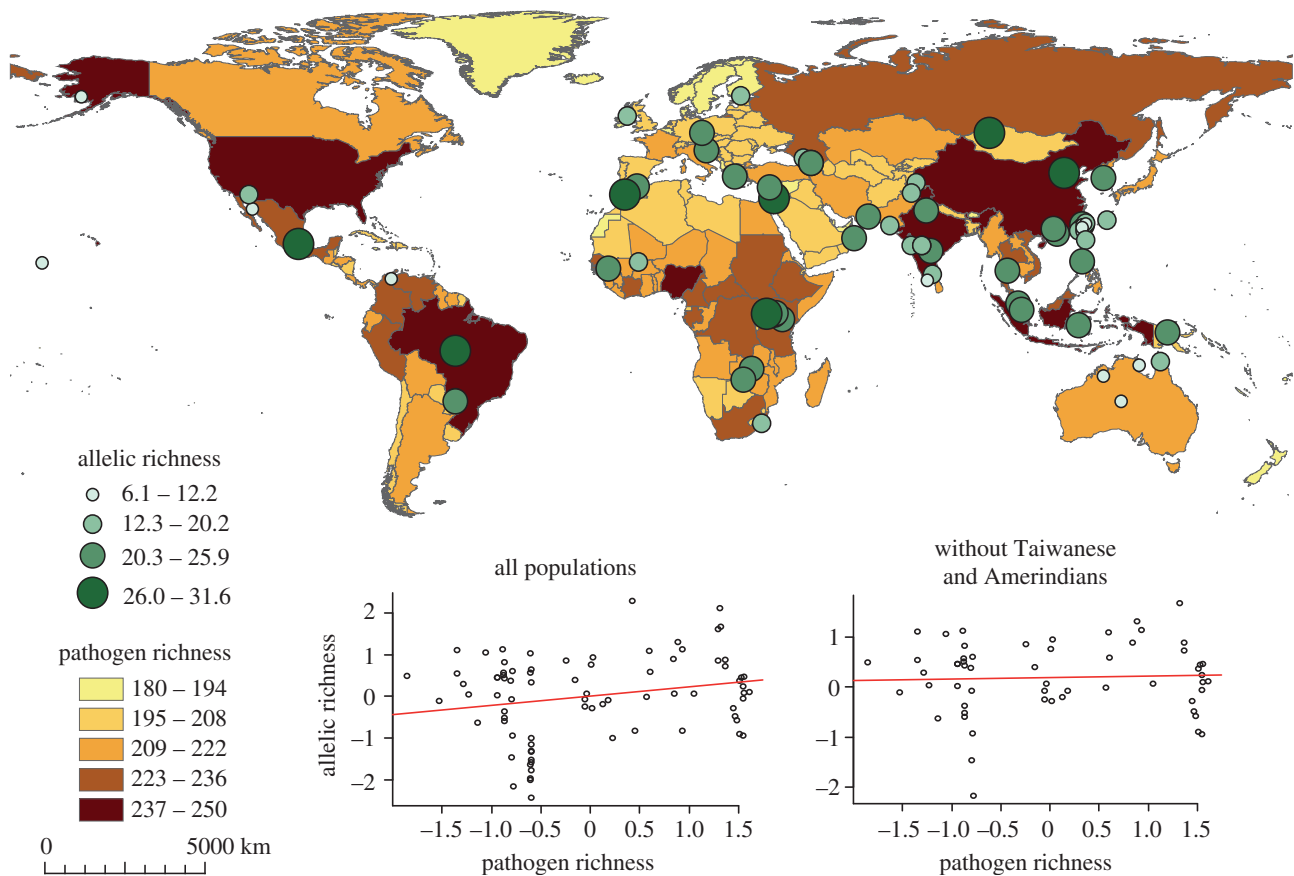 allelic richness
6.1 – 12.2
12.3 – 20.2
20.3 – 25.9
26.0 – 31.6
pathogen richness
180 – 194
195 – 208
209 – 222
223 – 236
237 – 250
0 5000 km
all populations
allelic richness
2
1
0
−1
−2
−1.5 −1.0 −0.5 0 0.5 1.0 1.5
pathogen richness
without Taiwanese
and Amerindians
1
0
−1
−2
−1.5 −1.0 −0.5 0 0.5 1.0 1.5
pathogen richness